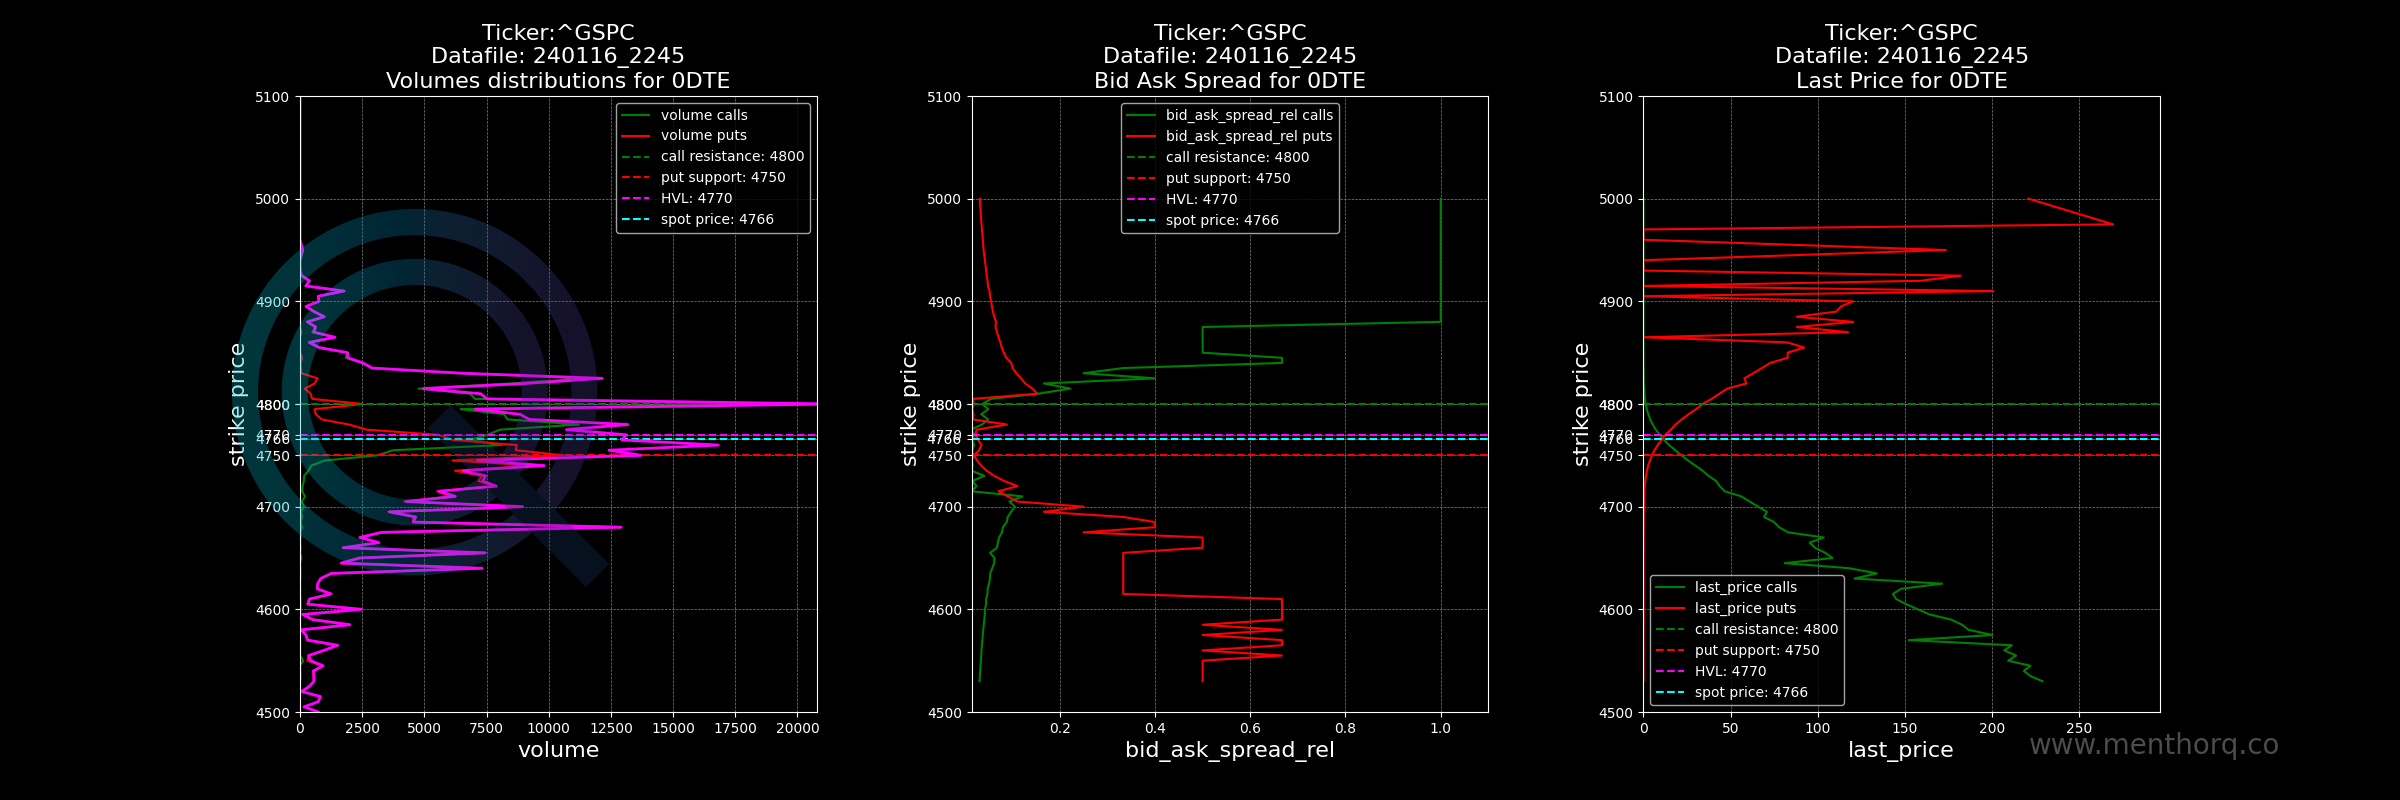 Ticker:^GSPC
Datafile: 240116_2245
Volumes distributions for 0DTE
5100
5000
4900
4800
4770
4766
4750
4700
4600
4500
strike price
volume calls
volume puts
call resistance: 4800
put support: 4750
HVL: 4770
spot price: 4766
0 2500 5000 7500 10000 12500 15000 17500 20000
volume
Ticker:^GSPC
Datafile: 240116_2245
Bid Ask Spread for 0DTE
5100
5000
4900
4800
4770
4766
4750
4700
4600
4500
strike price
bid_ask_spread_rel calls
bid_ask_spread_rel puts
call resistance: 4800
put support: 4750
HVL: 4770
spot price: 4766
0.2 0.4 0.6 0.8 1.0
bid_ask_spread_rel
Ticker:^GSPC
Datafile: 240116_2245
Last Price for 0DTE
5100
5000
4900
4800
4770
4766
4750
4700
4600
4500
strike price
last_price calls
last_price puts
call resistance: 4800
put support: 4750
HVL: 4770
spot price: 4766
0 50 100 150 200 250
last_price
www.menthorq.co